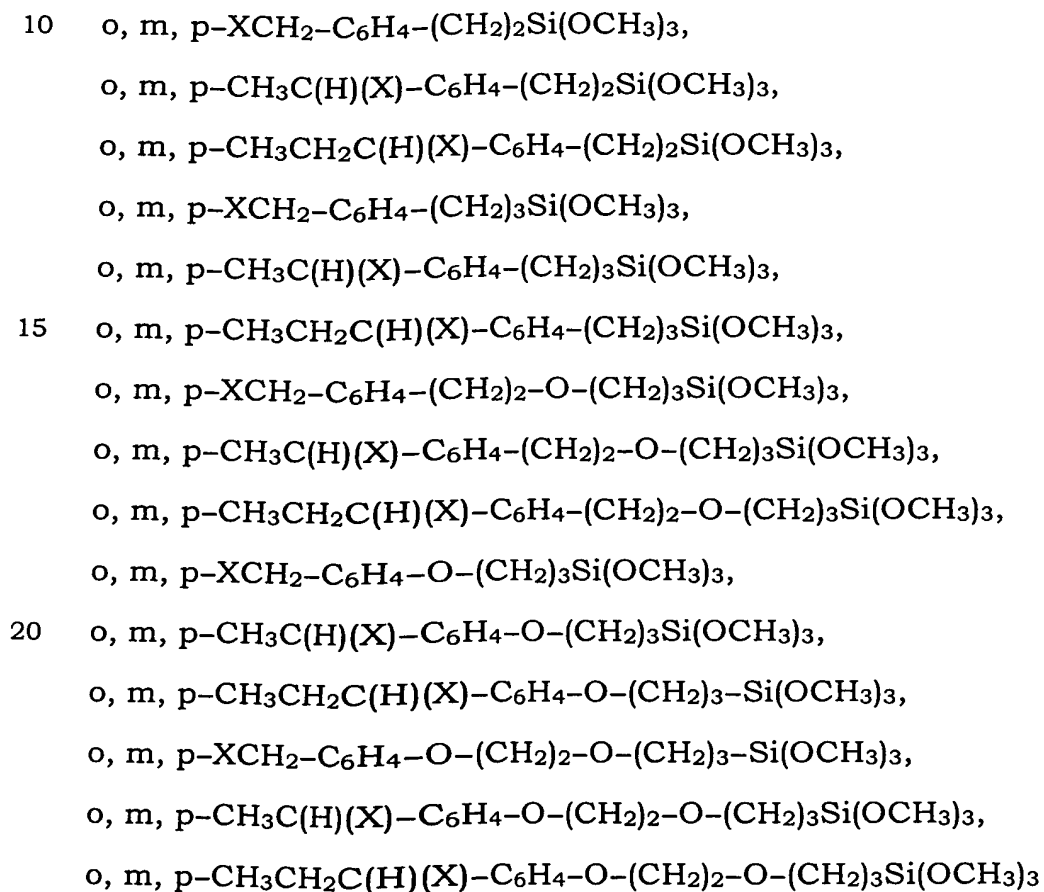 10 o, m, p–XCH₂–C₆H₄–(CH₂)₂Si(OCH₃)₃,
o, m, p–CH₃C(H)(X)–C₆H₄–(CH₂)₂Si(OCH₃)₃,
o, m, p–CH₃CH₂C(H)(X)–C₆H₄–(CH₂)₂Si(OCH₃)₃,
o, m, p–XCH₂–C₆H₄–(CH₂)₃Si(OCH₃)₃,
o, m, p–CH₃C(H)(X)–C₆H₄–(CH₂)₃Si(OCH₃)₃,
15 o, m, p–CH₃CH₂C(H)(X)–C₆H₄–(CH₂)₃Si(OCH₃)₃,
o, m, p–XCH₂–C₆H₄–(CH₂)₂–O–(CH₂)₃Si(OCH₃)₃,
o, m, p–CH₃C(H)(X)–C₆H₄–(CH₂)₂–O–(CH₂)₃Si(OCH₃)₃,
o, m, p–CH₃CH₂C(H)(X)–C₆H₄–(CH₂)₂–O–(CH₂)₃Si(OCH₃)₃,
o, m, p–XCH₂–C₆H₄–O–(CH₂)₃Si(OCH₃)₃,
20 o, m, p–CH₃C(H)(X)–C₆H₄–O–(CH₂)₃Si(OCH₃)₃,
o, m, p–CH₃CH₂C(H)(X)–C₆H₄–O–(CH₂)₃–Si(OCH₃)₃,
o, m, p–XCH₂–C₆H₄–O–(CH₂)₂–O–(CH₂)₃–Si(OCH₃)₃,
o, m, p–CH₃C(H)(X)–C₆H₄–O–(CH₂)₂–O–(CH₂)₃Si(OCH₃)₃,
o, m, p–CH₃CH₂C(H)(X)–C₆H₄–O–(CH₂)₂–O–(CH₂)₃Si(OCH₃)₃